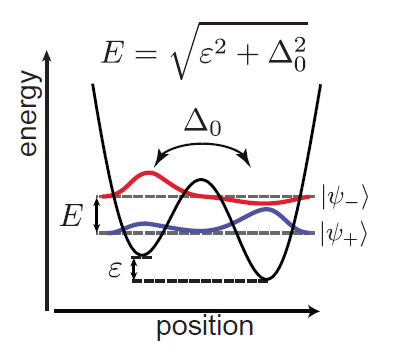 E = √(ε² + Δ₀²)
energy
Δ₀
|ψ₋⟩
E
|ψ₊⟩
ε
position